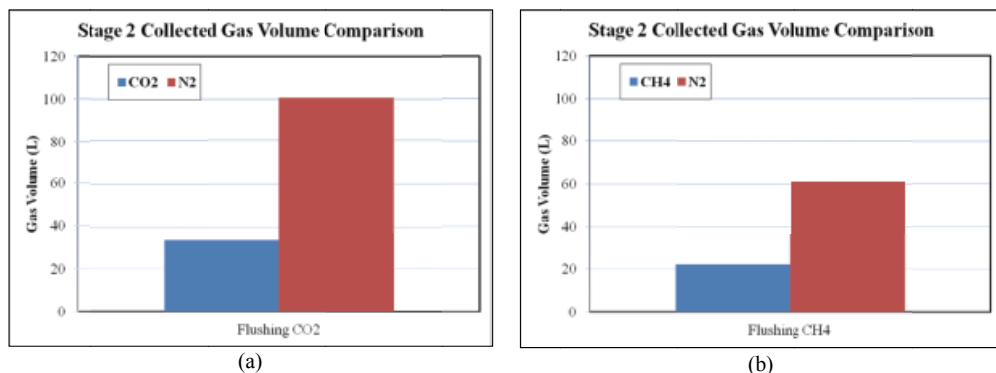 Stage 2 Collected Gas Volume Comparison
120
100
80
60
40
20
0
Gas Volume (L)
CO2 N2
Flushing CO2
(a)
Stage 2 Collected Gas Volume Comparison
120
100
80
60
40
20
0
Gas Volume (L)
CH4 N2
Flushing CH4
(b)